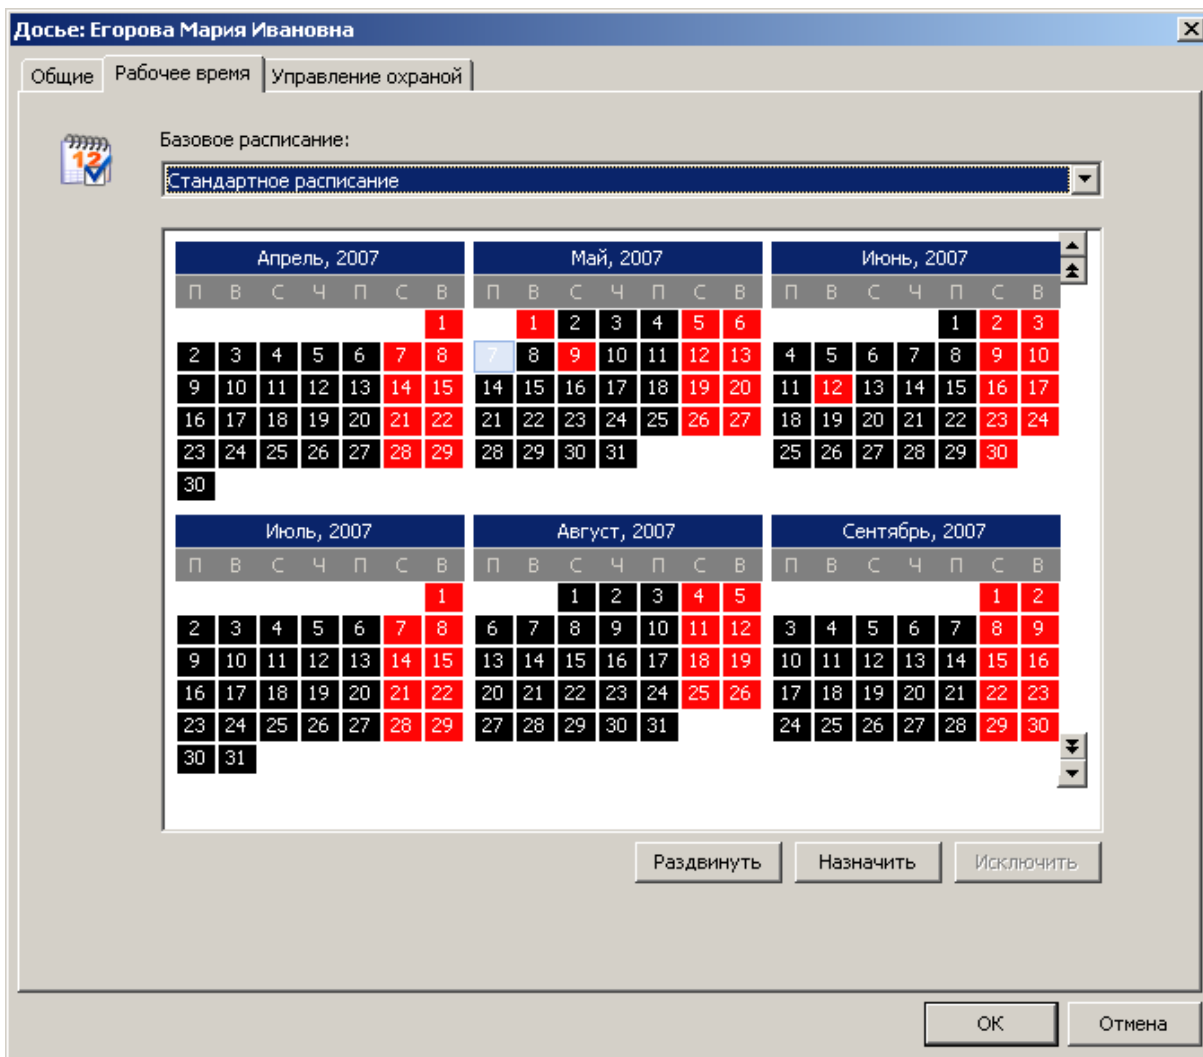 Досье: Егорова Мария Ивановна
Общие Рабочее время Управление охраной
12
Базовое расписание:
Стандартное расписание
Апрель, 2007 Май, 2007 Июнь, 2007
П В С Ч П С В П В С Ч П С В П В С Ч П С В
1 1 2 3 4 5 6 1 2 3
2 3 4 5 6 7 8 7 8 9 10 11 12 13 4 5 6 7 8 9 10
9 10 11 12 13 14 15 14 15 16 17 18 19 20 11 12 13 14 15 16 17
16 17 18 19 20 21 22 21 22 23 24 25 26 27 18 19 20 21 22 23 24
23 24 25 26 27 28 29 28 29 30 31 25 26 27 28 29 30
30
Июль, 2007 Август, 2007 Сентябрь, 2007
П В С Ч П С В П В С Ч П С В П В С Ч П С В
1 1 2 3 4 5 1 2
2 3 4 5 6 7 8 6 7 8 9 10 11 12 3 4 5 6 7 8 9
9 10 11 12 13 14 15 13 14 15 16 17 18 19 10 11 12 13 14 15 16
16 17 18 19 20 21 22 20 21 22 23 24 25 26 17 18 19 20 21 22 23
23 24 25 26 27 28 29 27 28 29 30 31 24 25 26 27 28 29 30
30 31
Раздвинуть Назначить Исключить
ОК Отмена